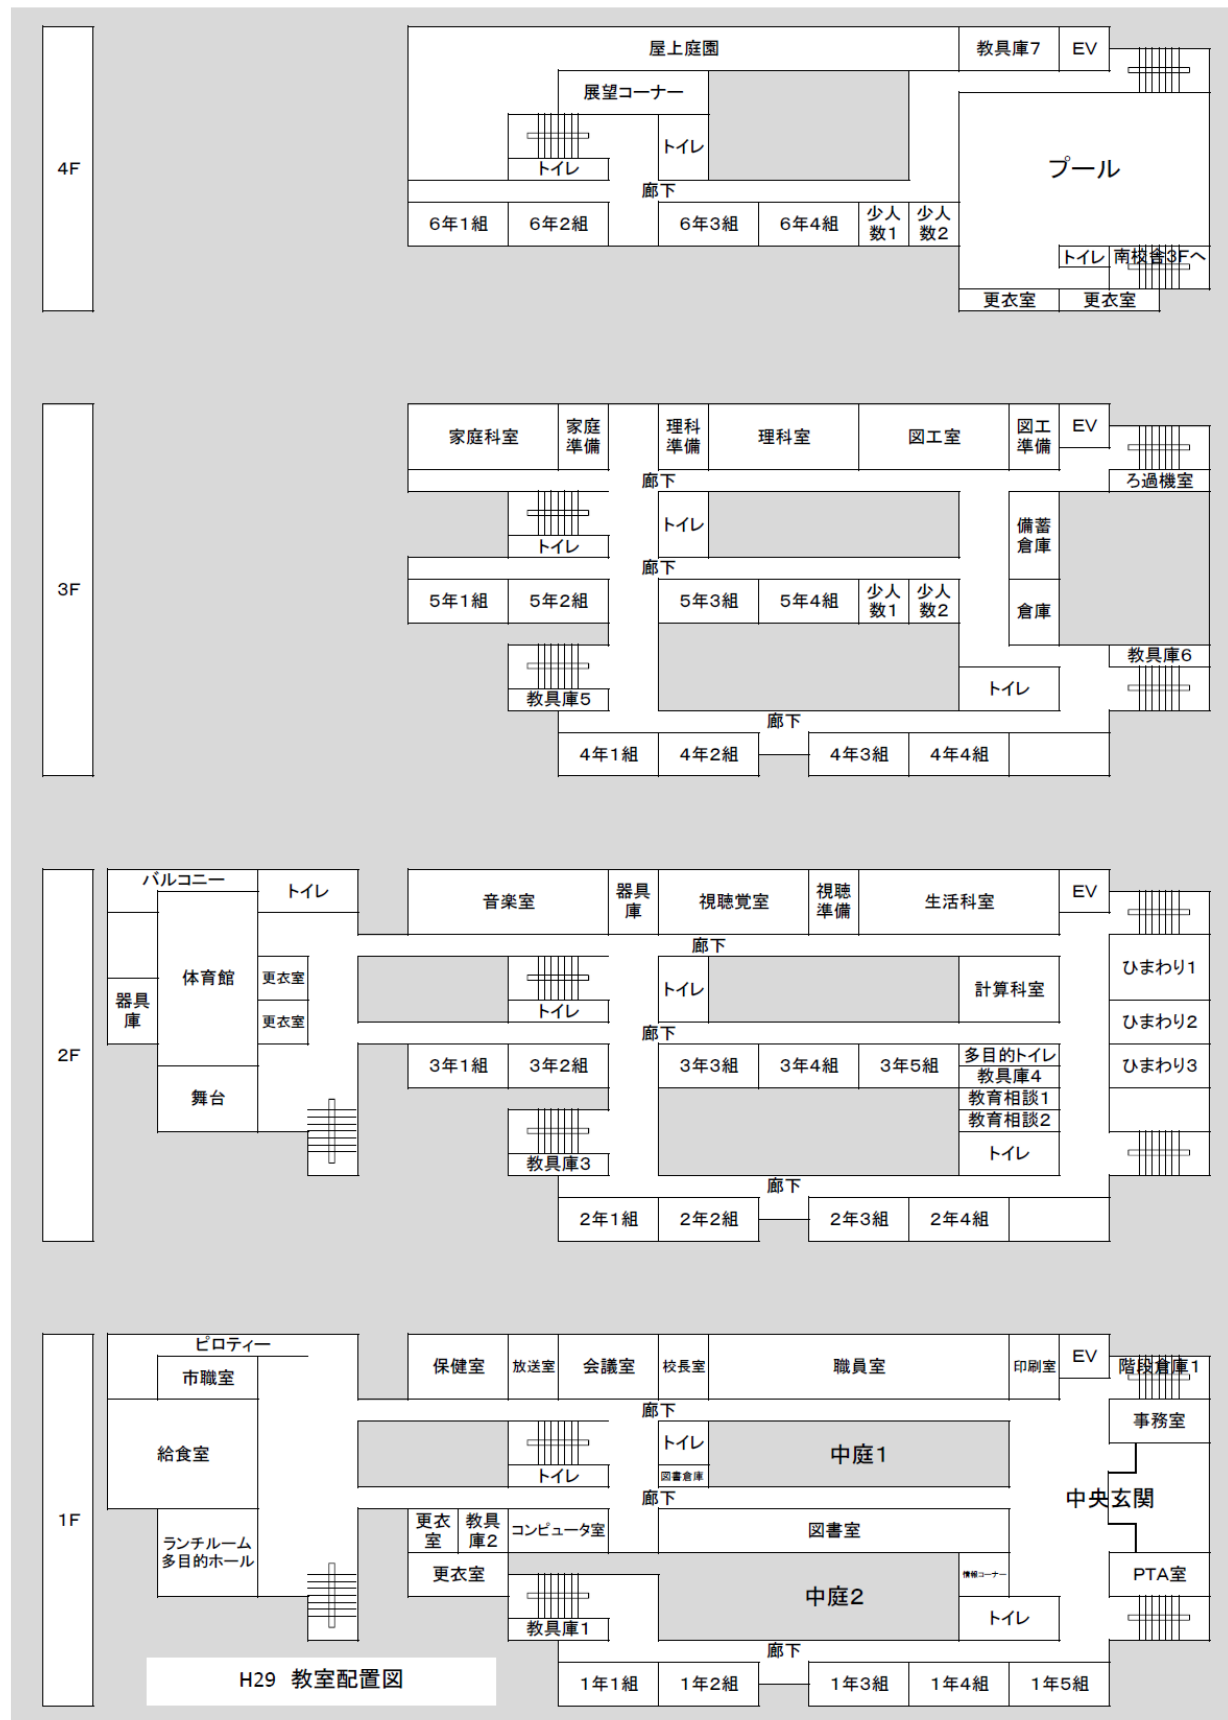 4F
屋上庭園
教具庫7
EV
展望コーナー
トイレ
トイレ
プール
廊下
6年1組
6年2組
6年3組
6年4組
少人
数1
少人
数2
トイレ
南校舎3Fへ
更衣室
更衣室
3F
家庭科室
家庭
準備
理科
準備
理科室
図工室
図工
準備
EV
廊下
ろ過機室
トイレ
トイレ
備蓄
倉庫
廊下
5年1組
5年2組
5年3組
5年4組
少人
数1
少人
数2
倉庫
教具庫6
教具庫5
トイレ
廊下
4年1組
4年2組
4年3組
4年4組
2F
バルコニー
トイレ
音楽室
器具
庫
視聴覚室
視聴
準備
生活科室
EV
廊下
体育館
更衣室
器具
庫
更衣室
トイレ
トイレ
計算科室
ひまわり1
ひまわり2
廊下
3年1組
3年2組
3年3組
3年4組
3年5組
多目的トイレ
教具庫4
ひまわり3
教育相談1
教育相談2
舞台
教具庫3
トイレ
廊下
2年1組
2年2組
2年3組
2年4組
1F
ピロティー
市職室
保健室
放送室
会議室
校長室
職員室
印刷室
EV
階段倉庫1
廊下
事務室
給食室
トイレ
トイレ
図書倉庫
中庭1
廊下
中央玄関
ランチルーム
多目的ホール
更衣
室
教具
庫2
コンピュータ室
図書室
更衣室
中庭2
情報コーナー
PTA室
教具庫1
トイレ
廊下
H29 教室配置図
1年1組
1年2組
1年3組
1年4組
1年5組